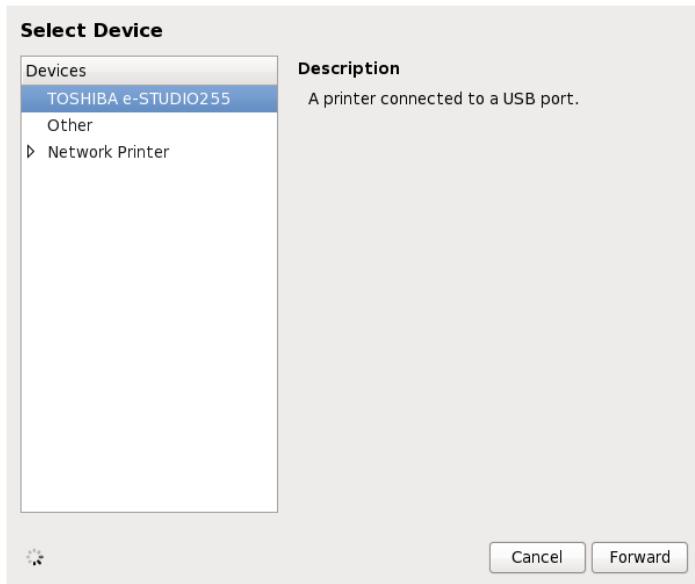 Select Device
Devices
TOSHIBA e-STUDIO255
Other
Network Printer
Description
A printer connected to a USB port.
Cancel
Forward